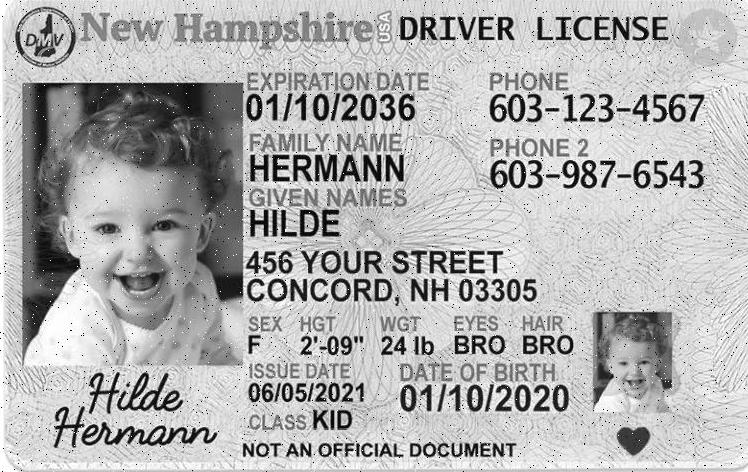 DMV New Hampshire USA DRIVER LICENSE
EXPIRATION DATE PHONE
01/10/2036 603-123-4567
FAMILY NAME PHONE 2
HERMANN 603-987-6543
GIVEN NAMES
HILDE
456 YOUR STREET
CONCORD, NH 03305
SEX HGT WGT EYES HAIR
F 2'-09" 24 lb BRO BRO
ISSUE DATE DATE OF BIRTH
06/05/2021 01/10/2020
CLASS KID
Hilde
Hermann
NOT AN OFFICIAL DOCUMENT